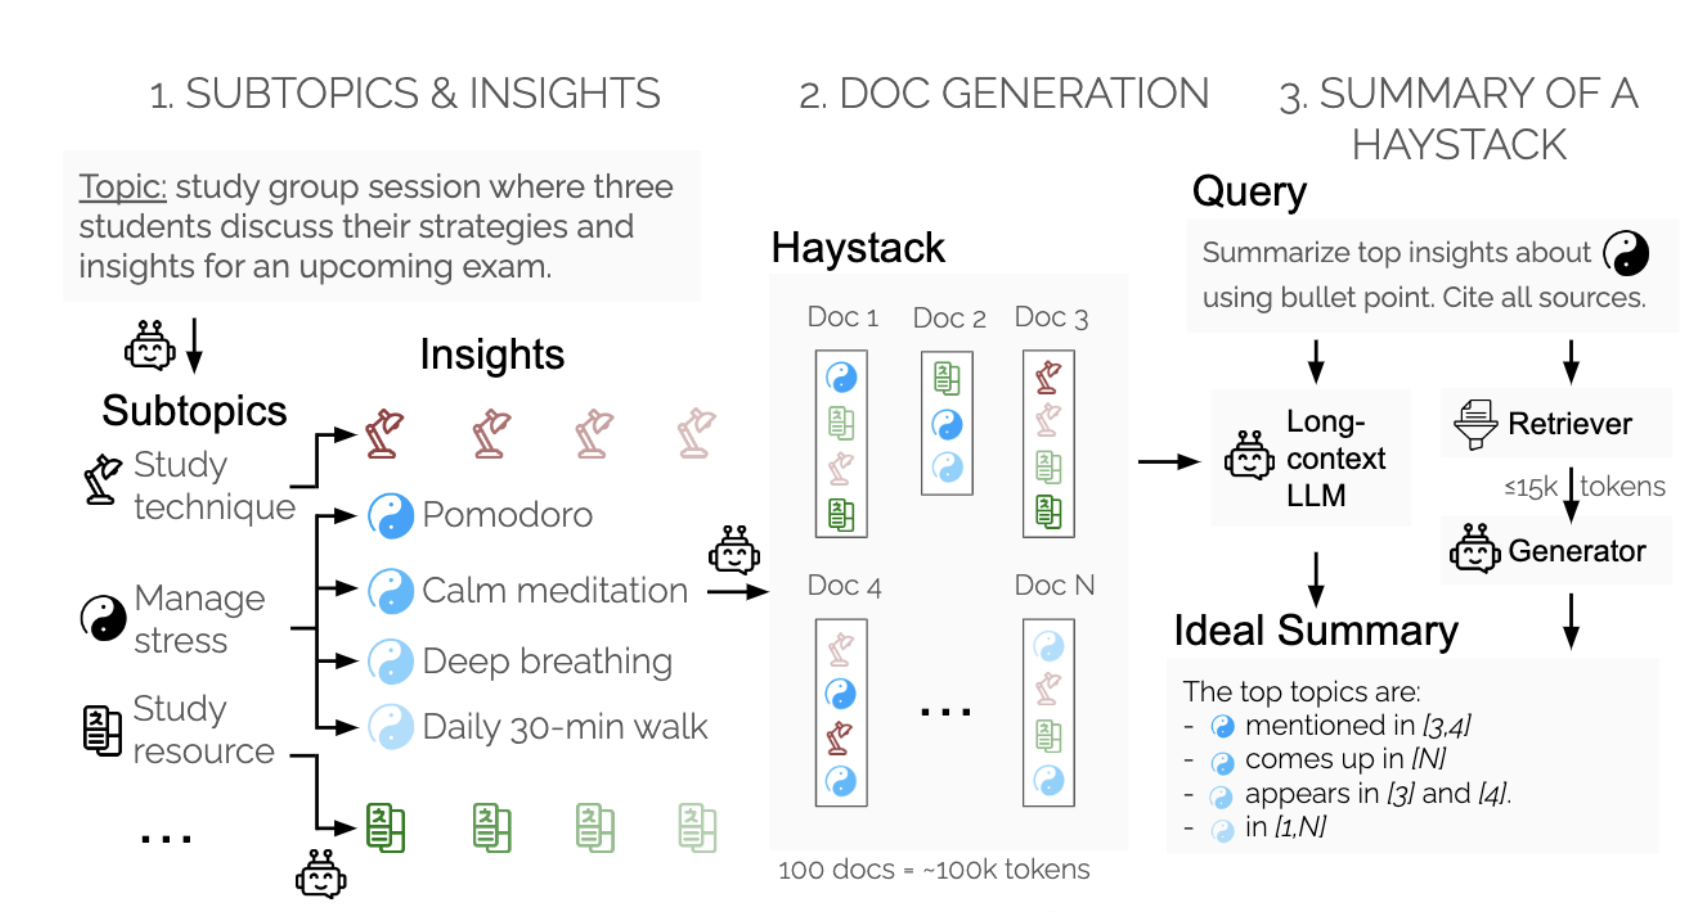 1. SUBTOPICS & INSIGHTS
Topic: study group session where three
students discuss their strategies and
insights for an upcoming exam.
Subtopics
Insights
Study
technique
Manage
stress
Study
resource
...
Pomodoro
Calm meditation
Deep breathing
Daily 30-min walk
2. DOC GENERATION
Haystack
Doc 1
Doc 2
Doc 3
Doc 4
...
Doc N
100 docs = ~100k tokens
3. SUMMARY OF A
HAYSTACK
Query
Summarize top insights about
using bullet point. Cite all sources.
Long-
context
LLM
Retriever
≤15k tokens
Generator
Ideal Summary
The top topics are:
- mentioned in [3,4]
- comes up in [N]
- appears in [3] and [4].
- in [1,N]